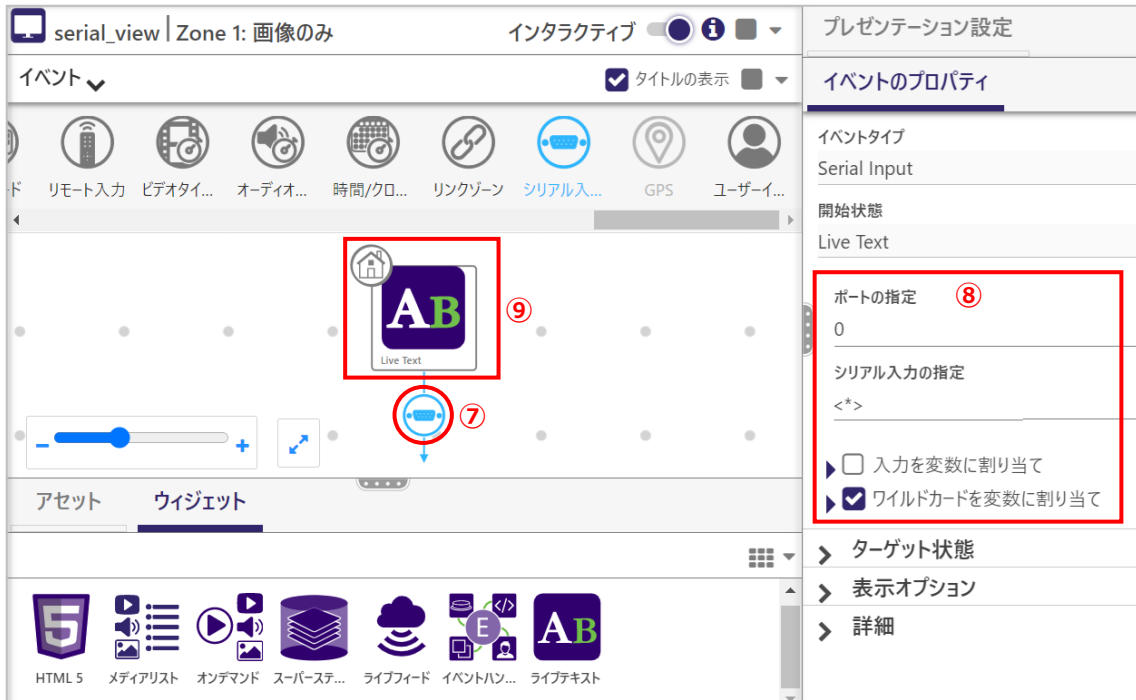 serial_view Zone 1: 画像のみ
インタラクティブ
i
イベント
タイトルの表示
ド
リモート入力
ビデオタイ...
オーディオ...
時間/クロ...
リンクゾーン
シリアル入...
GPS
ユーザーイ...
AB
Live Text
⑨
⑦
アセット
ウィジェット
5
E
AB
HTML 5
メディアリスト
オンデマンド
スーパーステ...
ライブフィード
イベントハン...
ライブテキスト
プレゼンテーション設定
イベントのプロパティ
イベントタイプ
Serial Input
開始状態
Live Text
ポートの指定 ⑧
0
シリアル入力の指定
<*>
入力を変数に割り当て
ワイルドカードを変数に割り当て
ターゲット状態
表示オプション
詳細